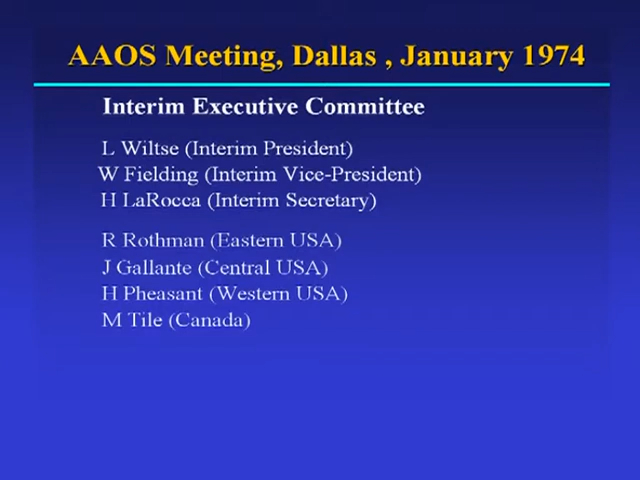 AAOS Meeting, Dallas , January 1974
Interim Executive Committee
L Wiltse (Interim President)
W Fielding (Interim Vice-President)
H LaRocca (Interim Secretary)
R Rothman (Eastern USA)
J Gallante (Central USA)
H Pheasant (Western USA)
M Tile (Canada)